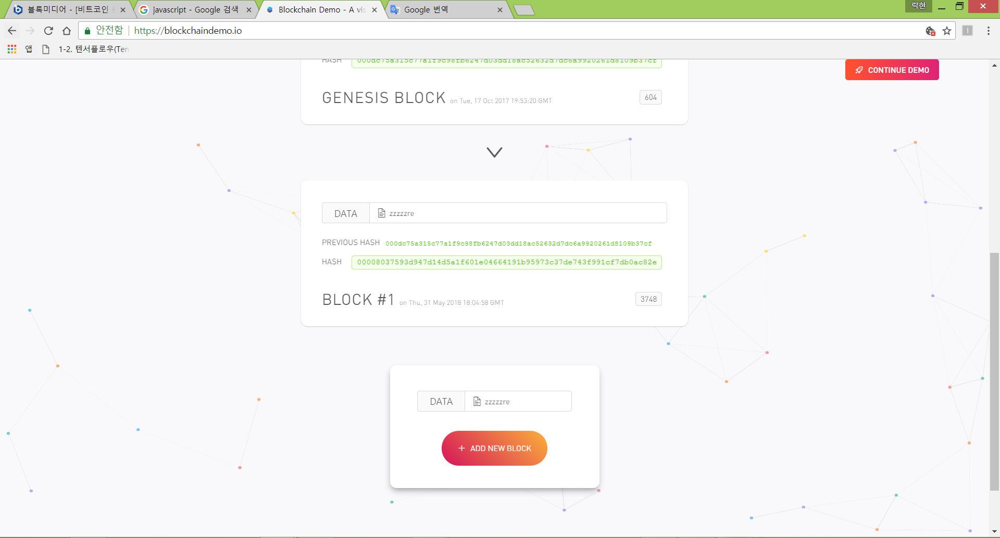 블록미디어 - [비트코인
javascript - Google 검색
Blockchain Demo - A vis
Google 번역
락현
안전함
https://blockchaindemo.io
앱
1-2. 텐서플로우(Ten
HASH 000dc75a315c77a1f9c98fb6247d03dd18ac52632d7dc6a9920261d8109b37cf
CONTINUE DEMO
GENESIS BLOCK on Tue, 17 Oct 2017 19:53:20 GMT 604
DATA zzzzzre
PREVIOUS HASH 000dc75a315c77a1f9c98fb6247d03dd18ac52632d7dc6a9920261d8109b37cf
HASH 00008037593d947d14d5a1f601e04664191b95973c37de743f991cf7db0ac82e
BLOCK #1 on Thu, 31 May 2018 18:04:58 GMT 3748
DATA zzzzzre
+ ADD NEW BLOCK